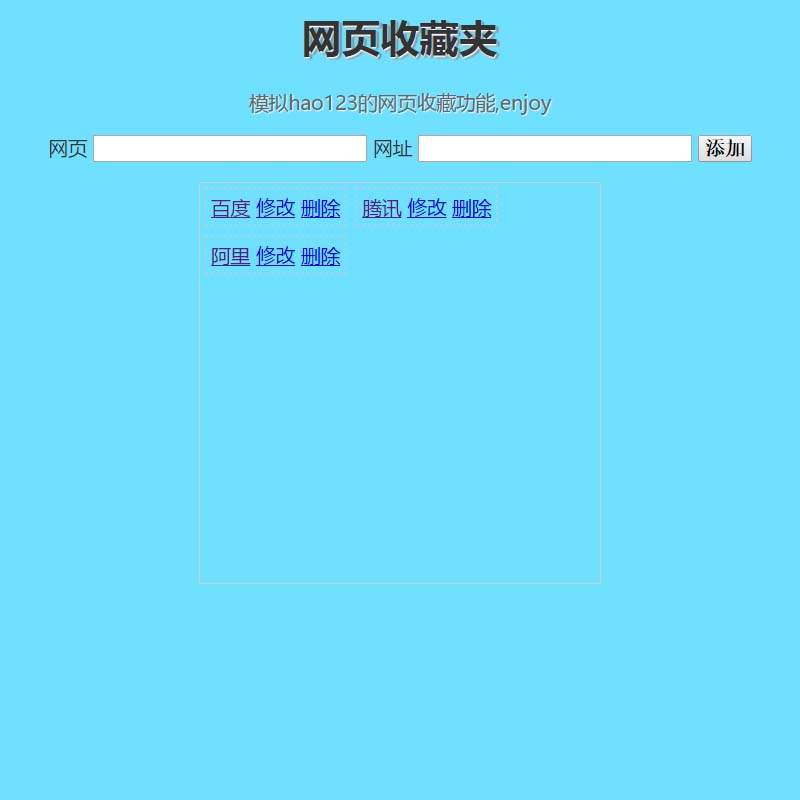 网页收藏夹
模拟hao123的网页收藏功能,enjoy
网页 网址 添加
百度 修改 删除 腾讯 修改 删除
阿里 修改 删除